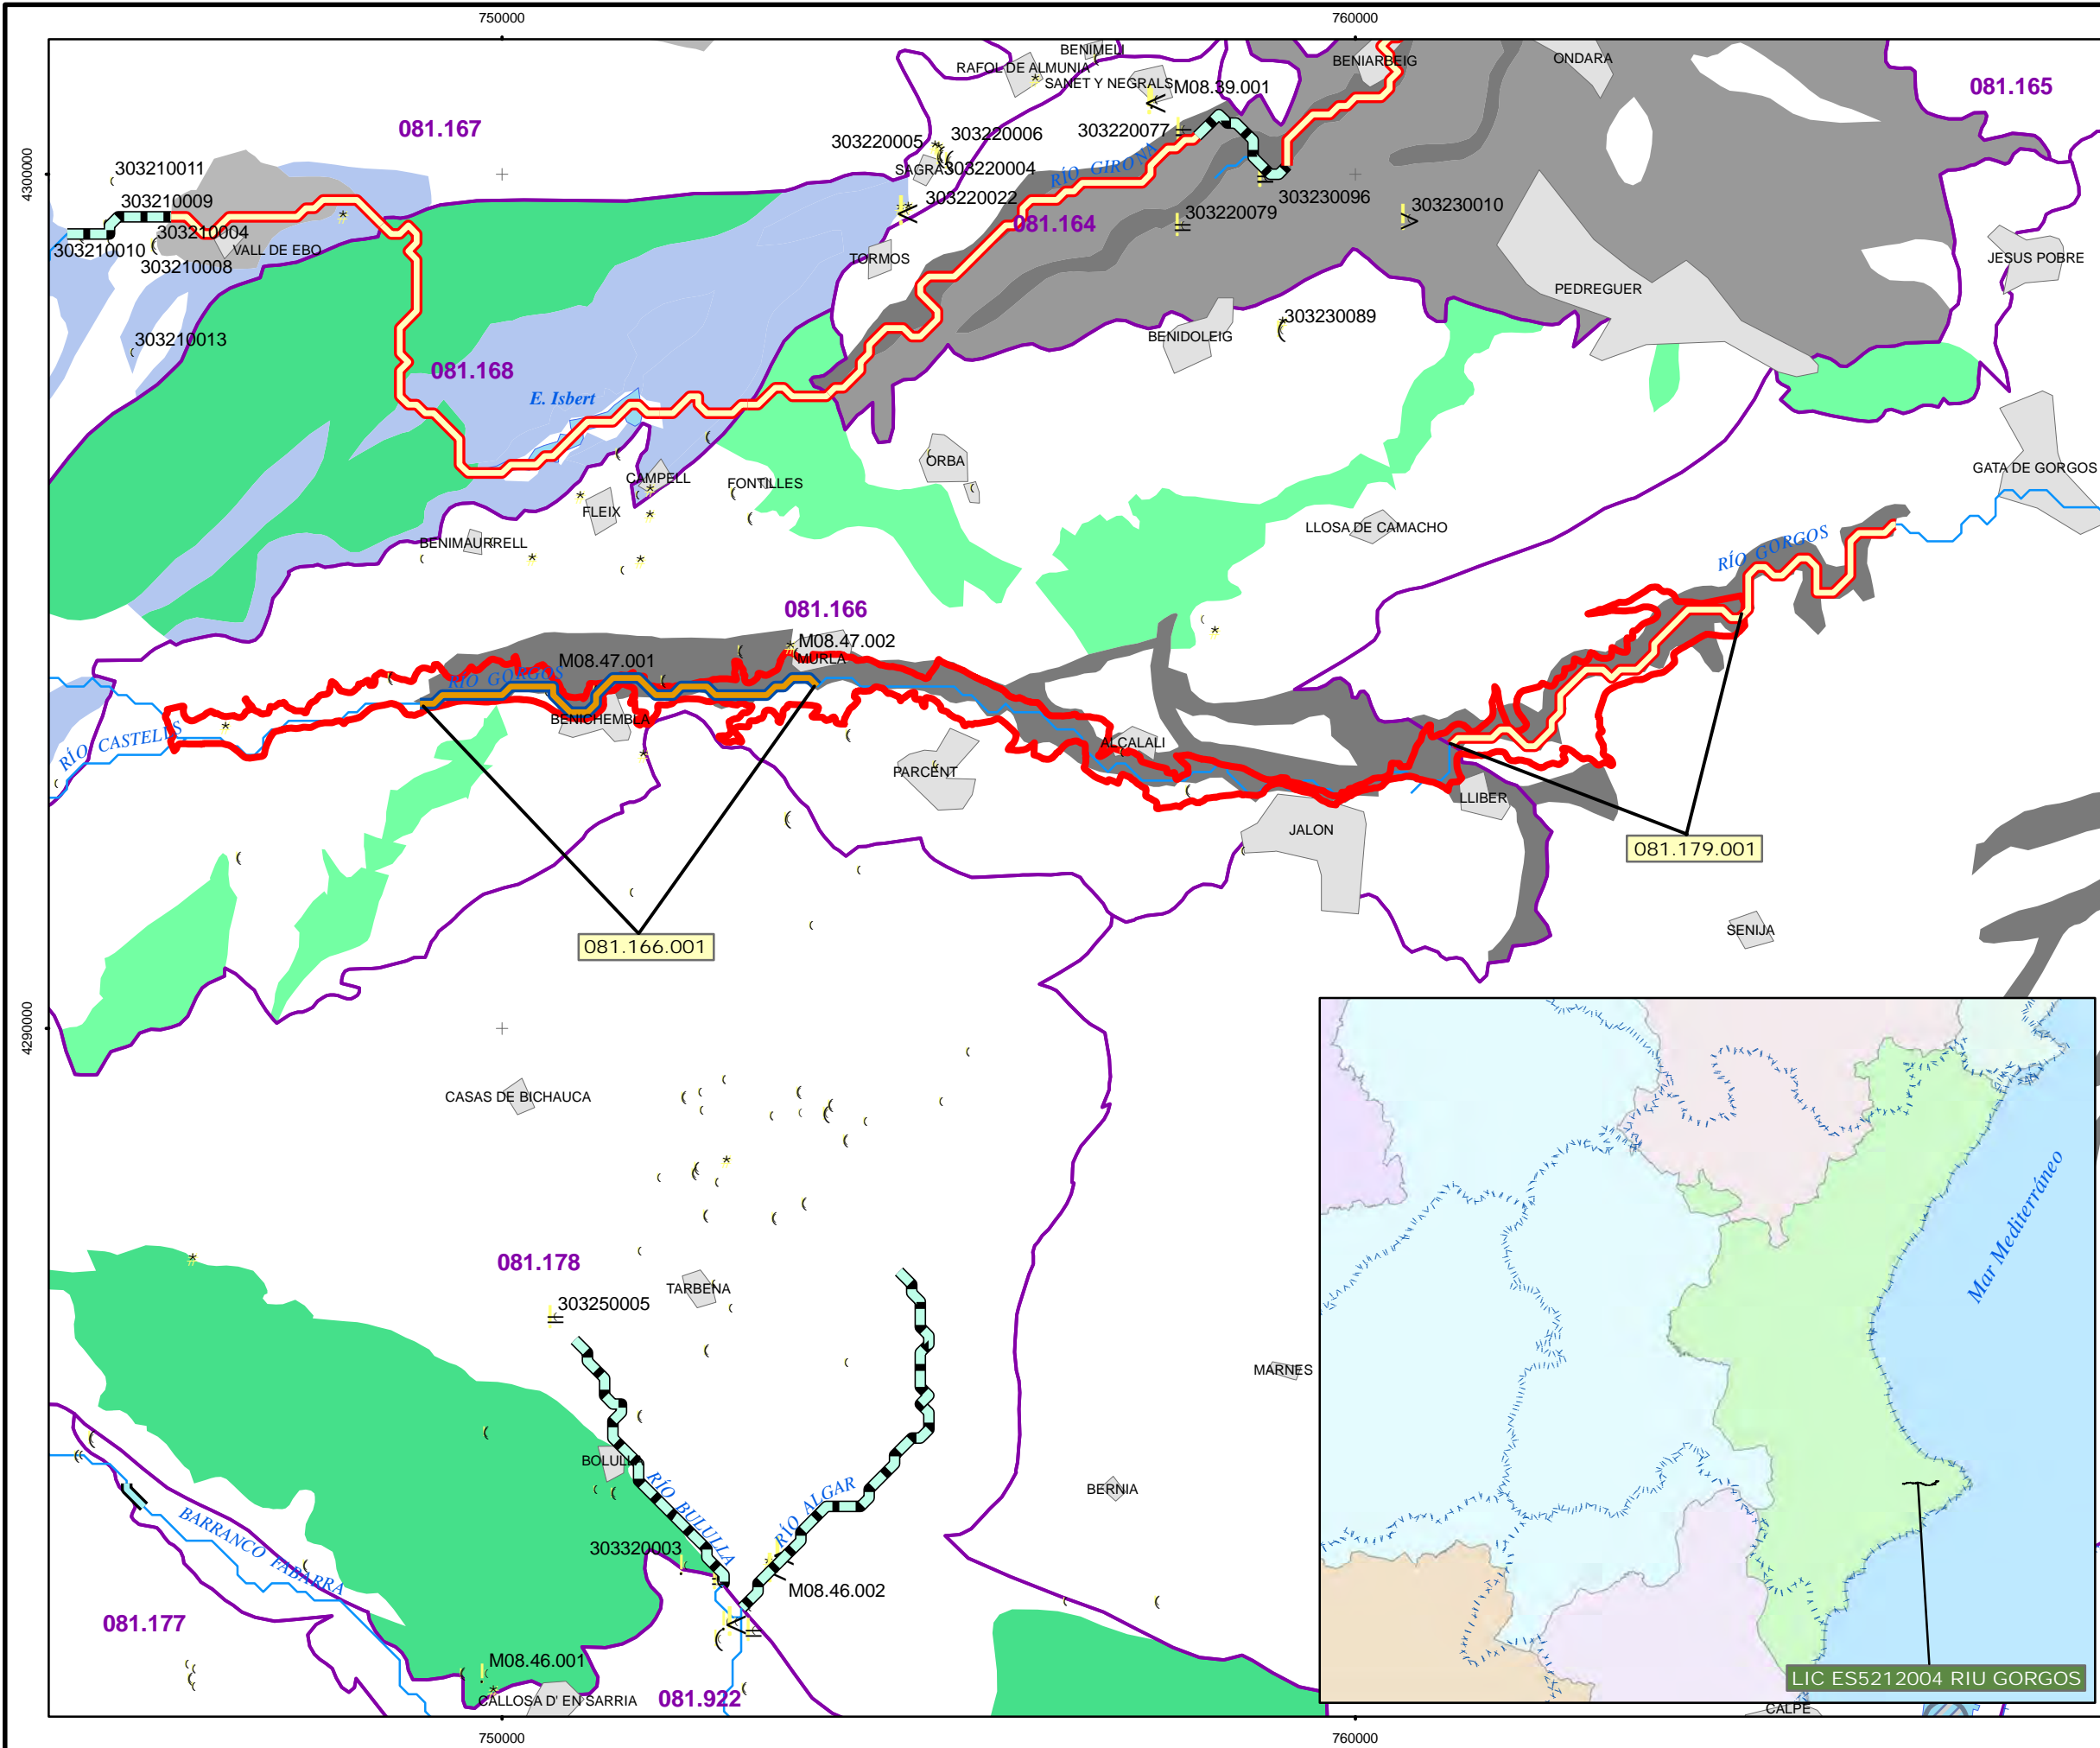 750000
760000
BENIMELI
RAFOL DE ALMUNIA
SANET Y NEGRALS
M08.39.001
BENIARBEIG
ONDARA
081.165
081.167
303220005
303220006
303220077
303210011
SAGRA
303220004
RÍO GIRONA
4300000
303210009
303220022
303230096
303230010
303220079
081.164
303210004
303210010
VALL DE EBO
303210008
TORMOS
JESUS POBRE
PEDREGUER
303230089
BENIDOLEIG
303210013
081.168
E. Isbert
ORBA
GATA DE GORGOS
CAMPELL
FONTILLES
FLEIX
LLOSA DE CAMACHO
BENIMAURRELL
RÍO GORGOS
081.166
M08.47.002
MURLA
M08.47.001
RÍO GORGOS
BENICHEMBLA
RÍO CASTELLS
ALCALALI
PARCENT
LLIBER
JALON
081.179.001
SENIJA
081.166.001
4290000
CASAS DE BICHAUCA
Mar Mediterráneo
081.178
TARBENA
303250005
MARNES
BOLULLA
BERNIA
RÍO BULULLA
RÍO ALGAR
BARRANCO FABARRA
303320003
M08.46.002
081.177
M08.46.001
LIC ES5212004 RIU GORGOS
CALLOSA D' EN SARRIA
081.922
CALPE
750000
760000